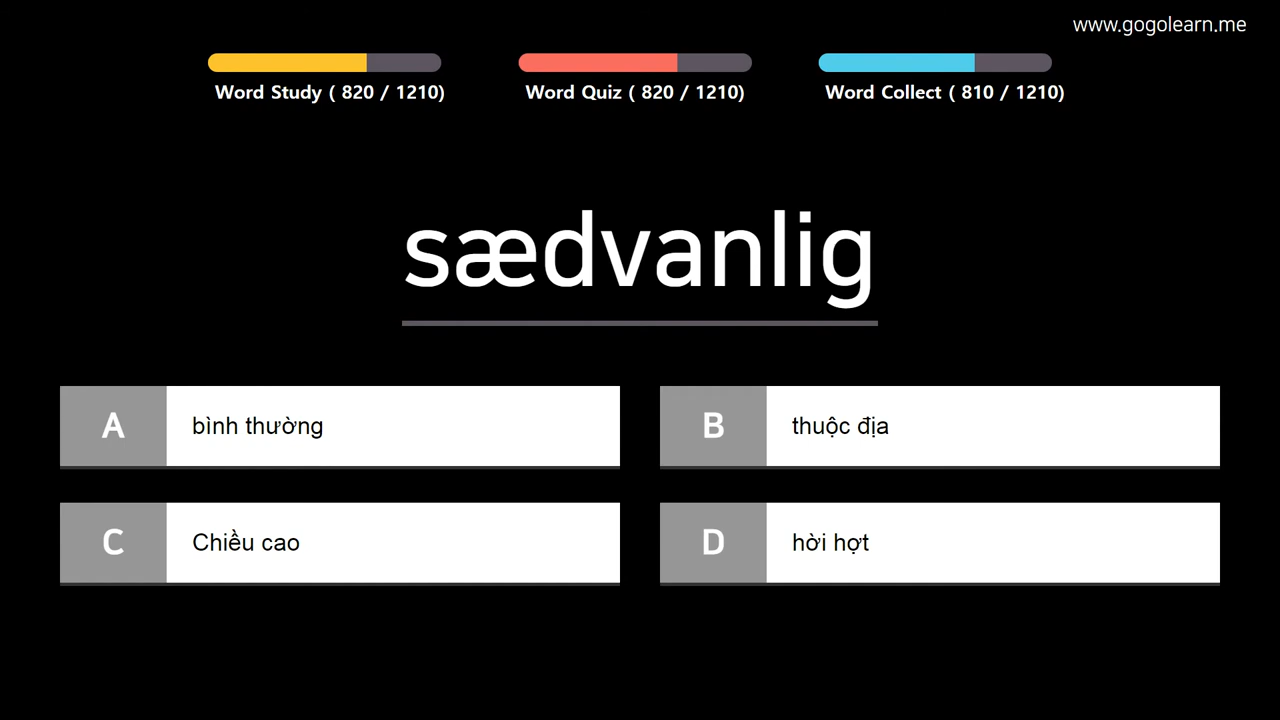 www.gogolearn.me
Word Study ( 820 / 1210)
Word Quiz ( 820 / 1210)
Word Collect ( 810 / 1210)
sædvanlig
A bình thường
B thuộc địa
C Chiều cao
D hời hợt